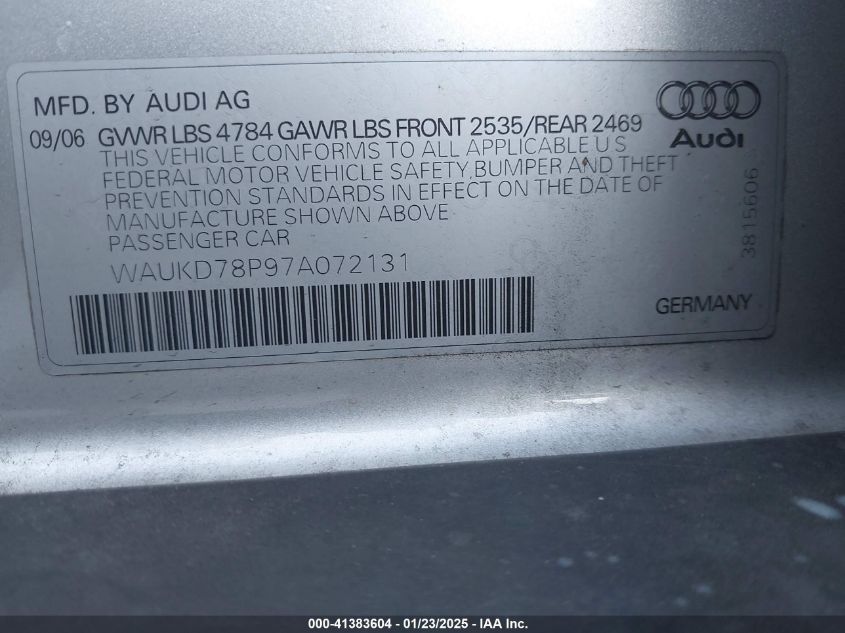 MFD. BY AUDI AG
09/06 GVWR LBS 4784 GAWR LBS FRONT 2535/REAR 2469
Audi
THIS VEHICLE CONFORMS TO ALL APPLICABLE US
FEDERAL MOTOR VEHICLE SAFETY,BUMPER AND THEFT
PREVENTION STANDARDS IN EFFECT ON THE DATE OF
MANUFACTURE SHOWN ABOVE
PASSENGER CAR
WAUKD78P97A072131
3815606
GERMANY
000-41383604 / 01/23/2025 - IAA Inc.